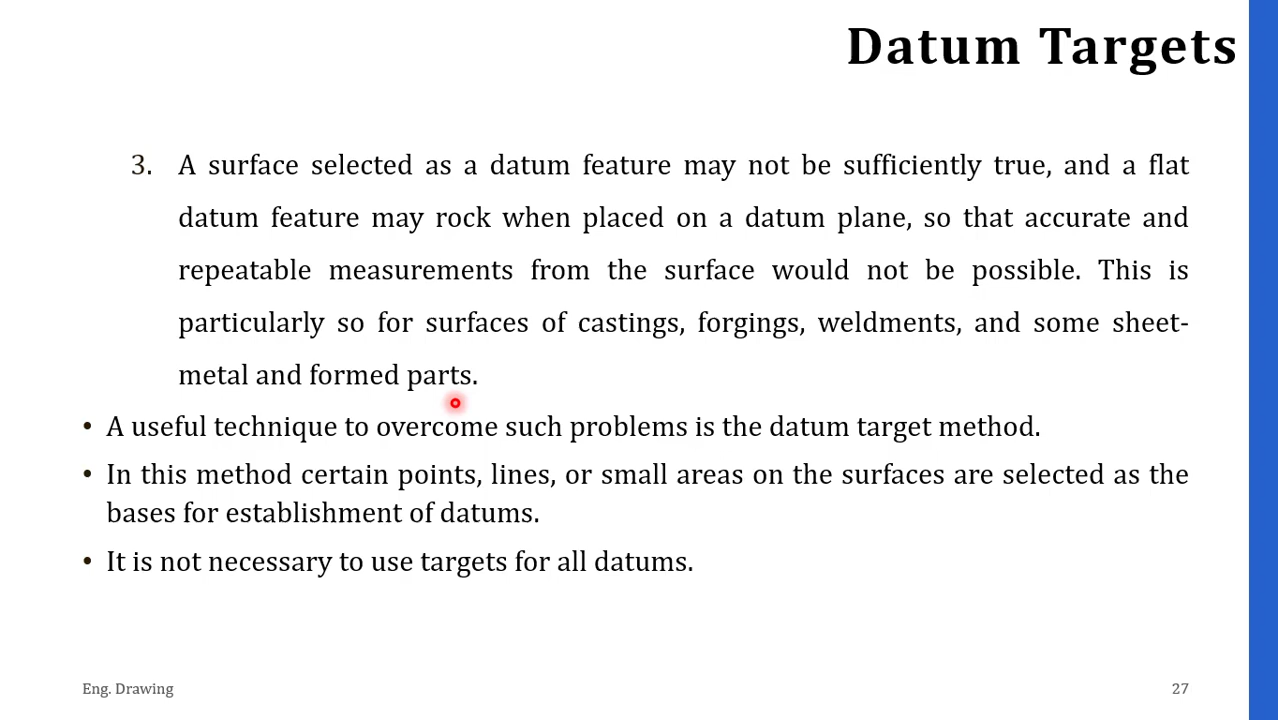 Datum Targets
3. A surface selected as a datum feature may not be sufficiently true, and a flat
datum feature may rock when placed on a datum plane, so that accurate and
repeatable measurements from the surface would not be possible. This is
particularly so for surfaces of castings, forgings, weldments, and some sheet-
metal and formed parts.
• A useful technique to overcome such problems is the datum target method.
• In this method certain points, lines, or small areas on the surfaces are selected as the
bases for establishment of datums.
• It is not necessary to use targets for all datums.
Eng. Drawing
27